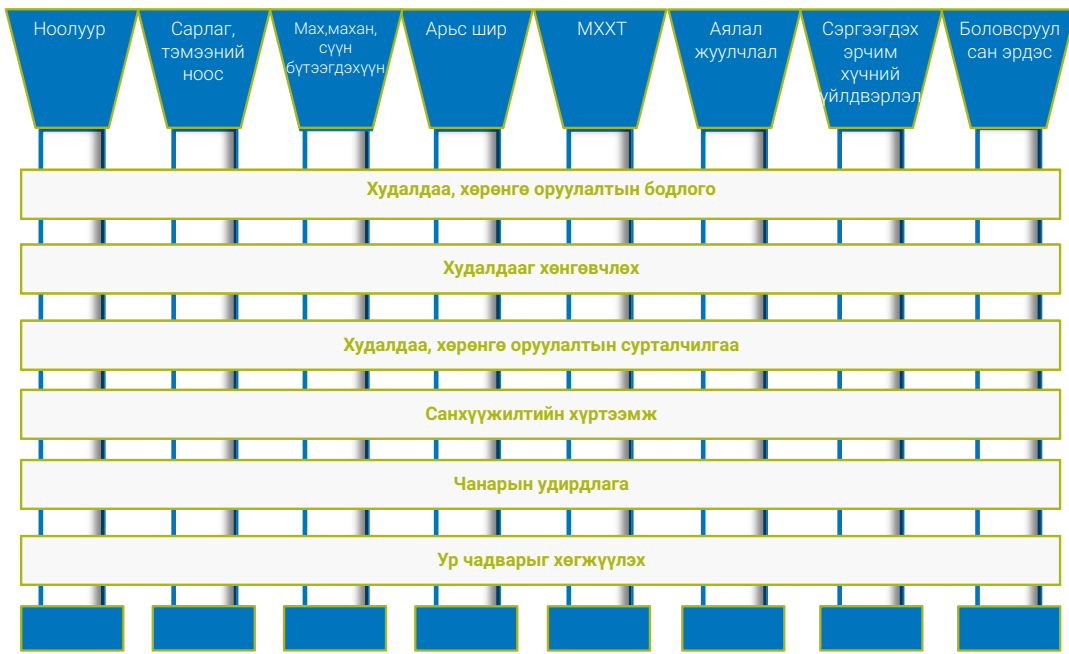 Ноолуур
Сарлаг,
тэмээний
ноос
Мах,махан,
сүүн
бүтээгдэхүүн
Арьс шир
МХХТ
Аялал
жуулчлал
Сэргээгдэх
эрчим
хүчний
үйлдвэрлэл
Боловсруул
сан эрдэс
Худалдаа, хөрөнгө оруулалтын бодлого
Худалдааг хөнгөвчлөх
Худалдаа, хөрөнгө оруулалтын сурталчилгаа
Санхүүжилтийн хүртээмж
Чанарын удирдлага
Ур чадварыг хөгжүүлэх